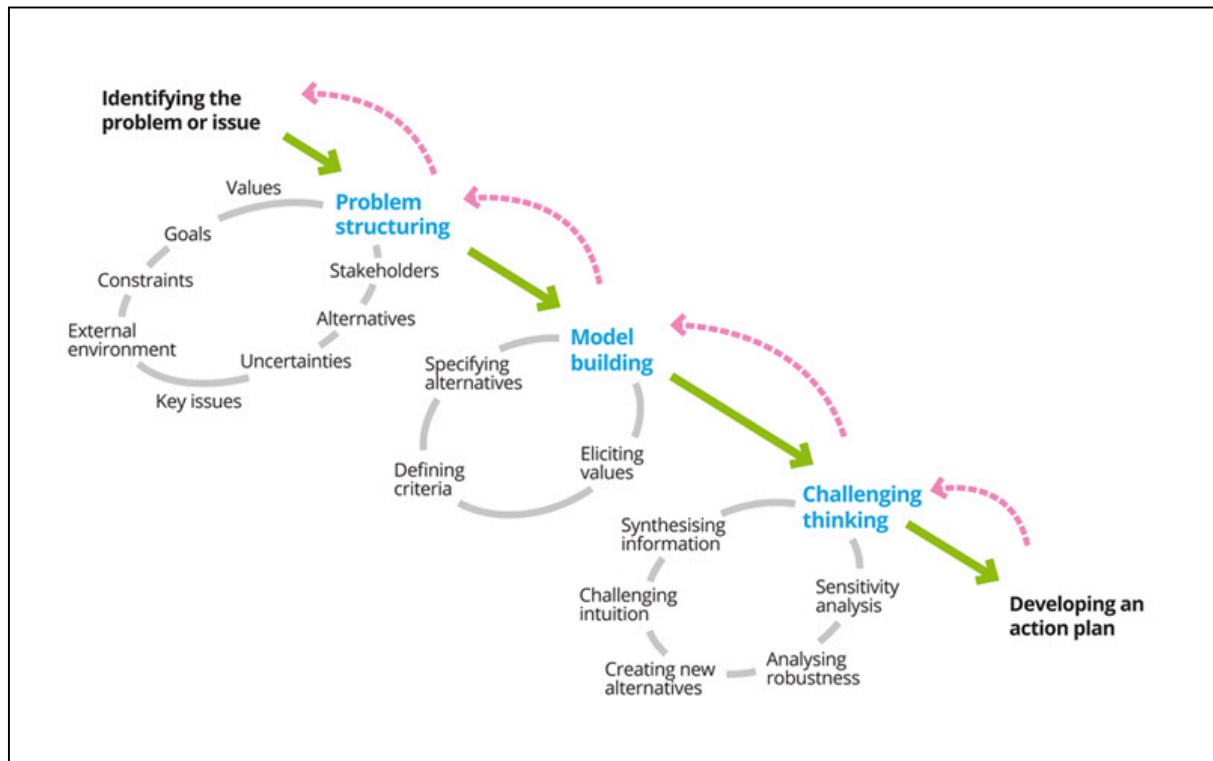 Identifying the
problem or issue
Values
Problem
structuring
Goals
Stakeholders
Constraints
Alternatives
External
environment
Uncertainties
Key issues
Model
building
Specifying
alternatives
Eliciting
values
Defining
criteria
Challenging
thinking
Synthesising
information
Sensitivity
analysis
Challenging
intuition
Developing an
action plan
Analysing
robustness
Creating new
alternatives